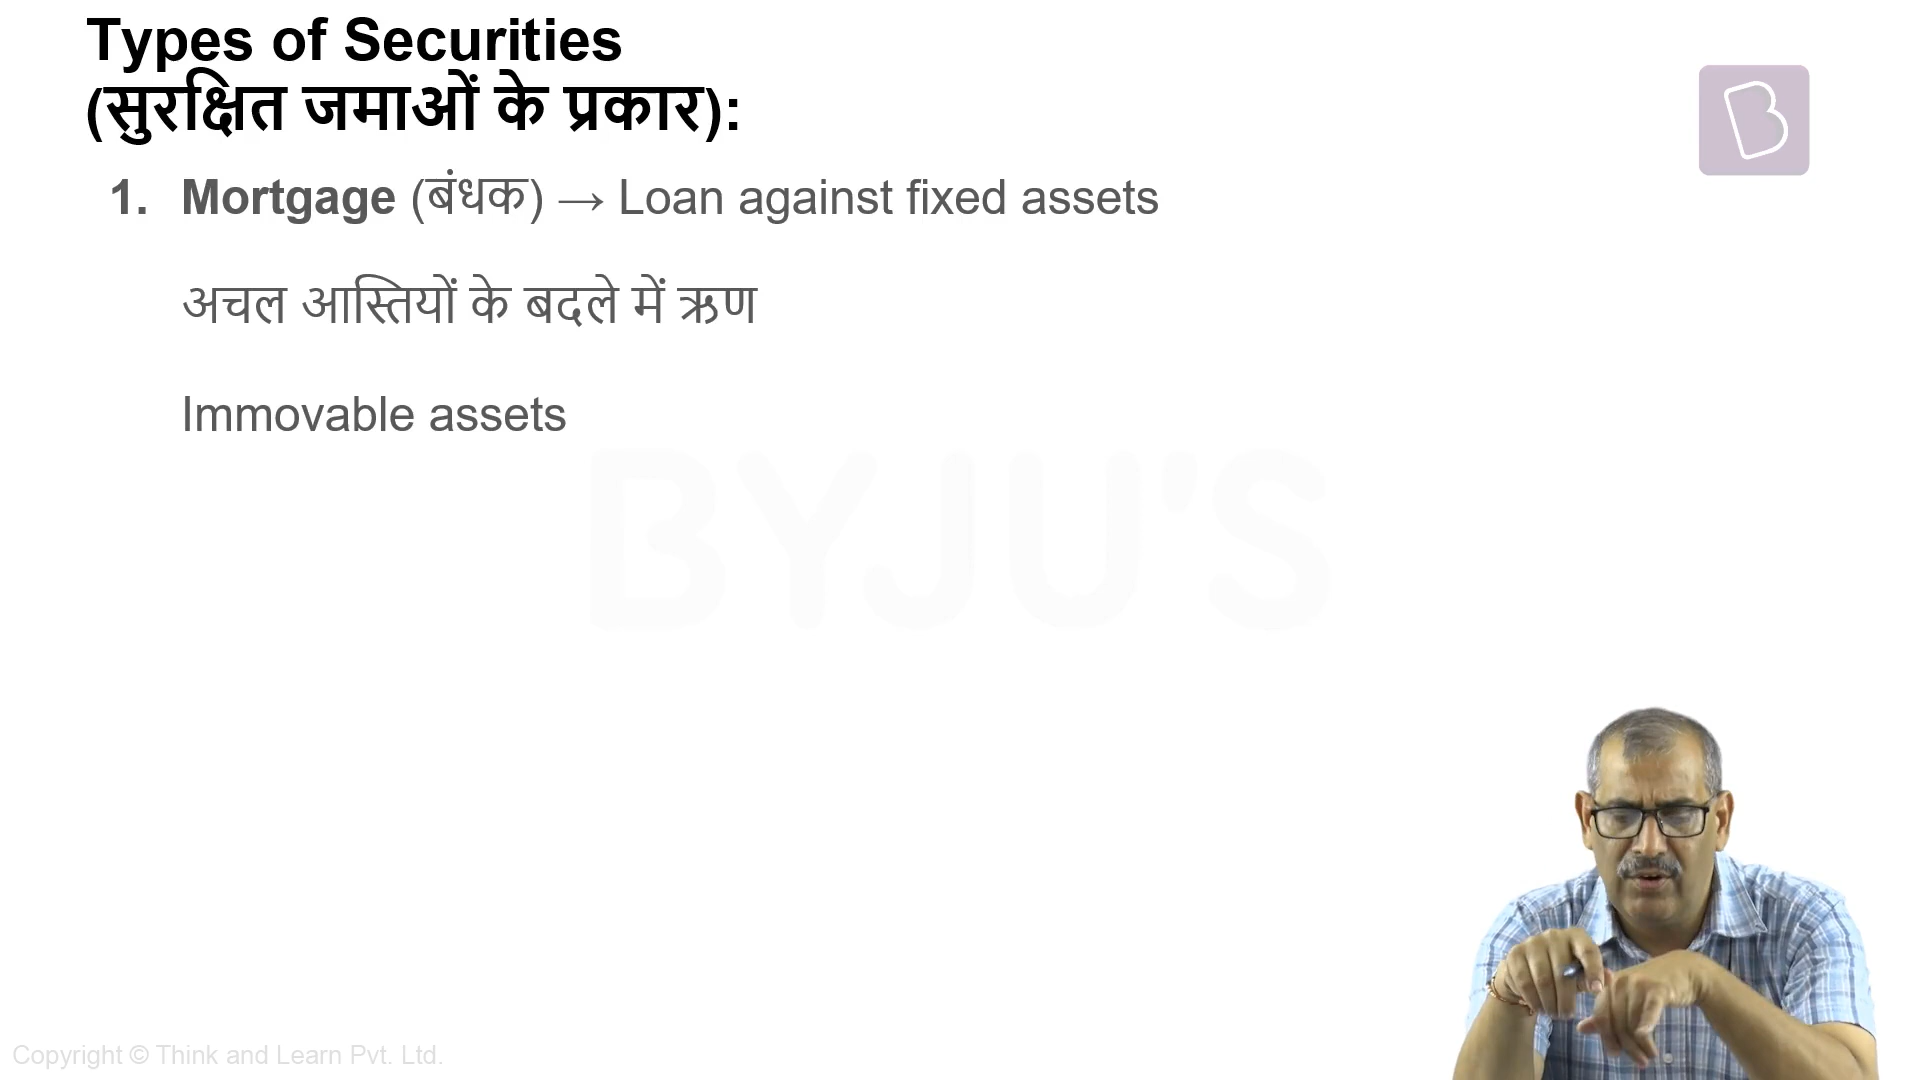 Types of Securities
(सुरक्षित जमाओं के प्रकार):
1. Mortgage (बंधक) → Loan against fixed assets
अचल आस्तियों के बदले में ऋण
Immovable assets
BYJU'S
Copyright © Think and Learn Pvt. Ltd.